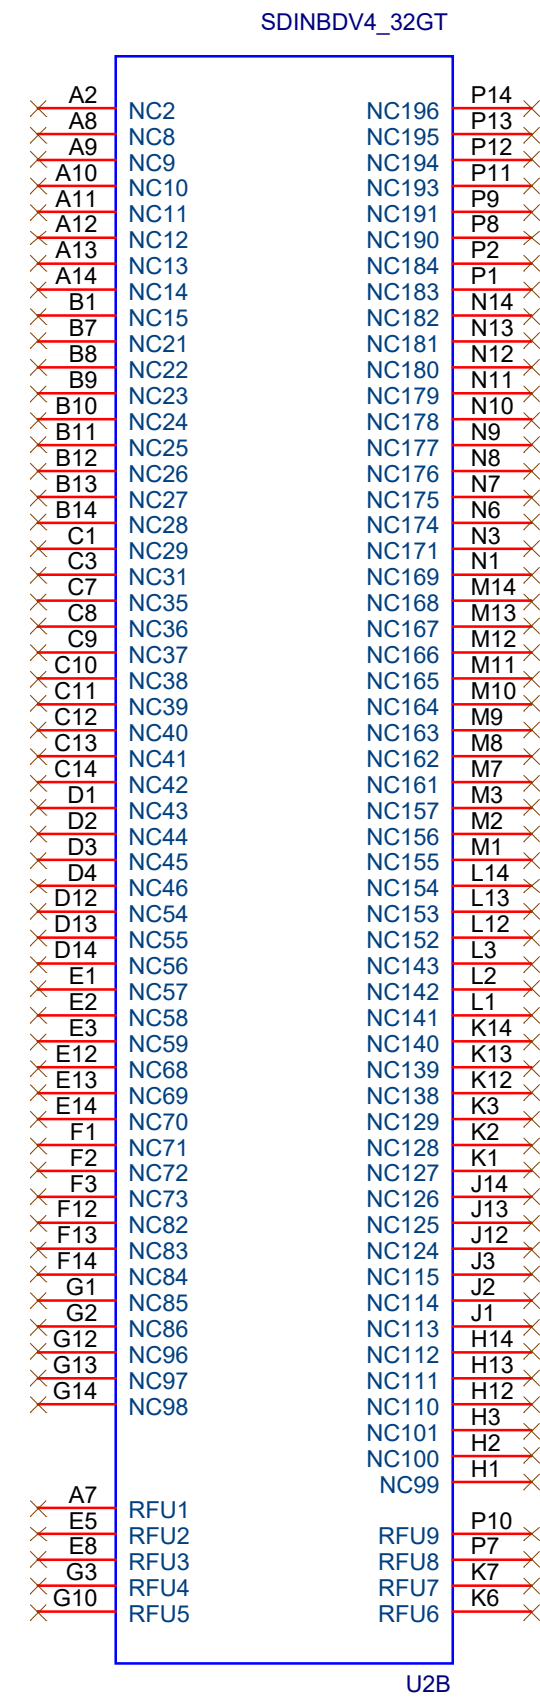 SDINBDV4_32GT
A2 NC2 NC196 P14
A8 NC8 NC195 P13
A9 NC9 NC194 P12
A10 NC10 NC193 P11
A11 NC11 NC191 P9
A12 NC12 NC190 P8
A13 NC13 NC184 P2
A14 NC14 NC183 P1
B1 NC15 NC182 N14
B7 NC21 NC181 N13
B8 NC22 NC180 N12
B9 NC23 NC179 N11
B10 NC24 NC178 N10
B11 NC25 NC177 N9
B12 NC26 NC176 N8
B13 NC27 NC175 N7
B14 NC28 NC174 N6
C1 NC29 NC171 N3
C3 NC31 NC169 N1
C7 NC35 NC168 M14
C8 NC36 NC167 M13
C9 NC37 NC166 M12
C10 NC38 NC165 M11
C11 NC39 NC164 M10
C12 NC40 NC163 M9
C13 NC41 NC162 M8
C14 NC42 NC161 M7
D1 NC43 NC157 M3
D2 NC44 NC156 M2
D3 NC45 NC155 M1
D4 NC46 NC154 L14
D12 NC54 NC153 L13
D13 NC55 NC152 L12
D14 NC56 NC143 L3
E1 NC57 NC142 L2
E2 NC58 NC141 L1
E3 NC59 NC140 K14
E12 NC68 NC139 K13
E13 NC69 NC138 K12
E14 NC70 NC129 K3
F1 NC71 NC128 K2
F2 NC72 NC127 K1
F3 NC73 NC126 J14
F12 NC82 NC125 J13
F13 NC83 NC124 J12
F14 NC84 NC115 J3
G1 NC85 NC114 J2
G2 NC86 NC113 J1
G12 NC96 NC112 H14
G13 NC97 NC111 H13
G14 NC98 NC110 H12
NC101 H3
NC100 H2
NC99 H1
A7 RFU1
E5 RFU2 RFU9 P10
E8 RFU3 RFU8 P7
G3 RFU4 RFU7 K7
G10 RFU5 RFU6 K6
U2B